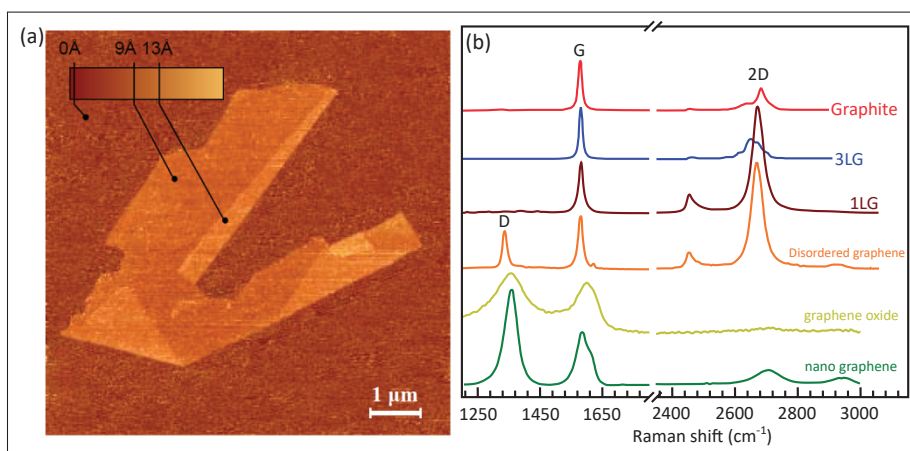 (a)
0Å 9Å 13Å
1 μm
(b)
G
2D
Graphite
3LG
1LG
D
Disordered graphene
graphene oxide
nano graphene
1250 1450 1650 2400 2600 2800 3000
Raman shift (cm⁻¹)